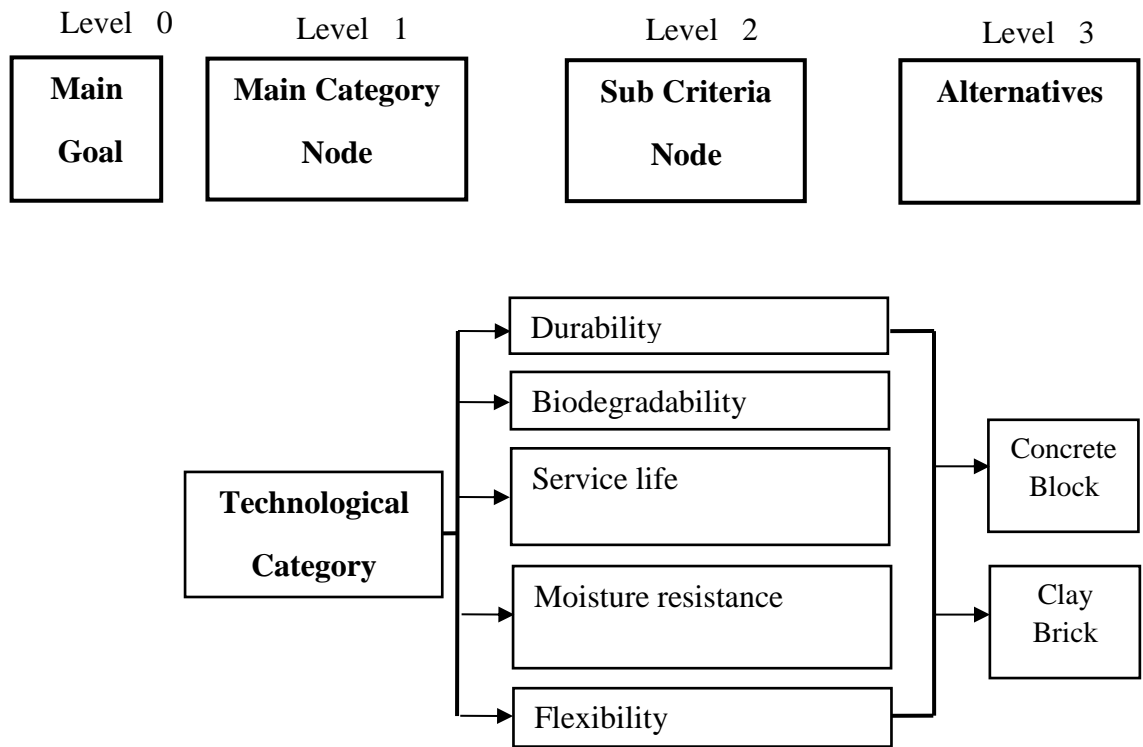 Level 0
Level 1
Level 2
Level 3
Main
Goal
Main Category
Node
Sub Criteria
Node
Alternatives
Durability
Biodegradability
Service life
Moisture resistance
Flexibility
Technological
Category
Concrete
Block
Clay
Brick